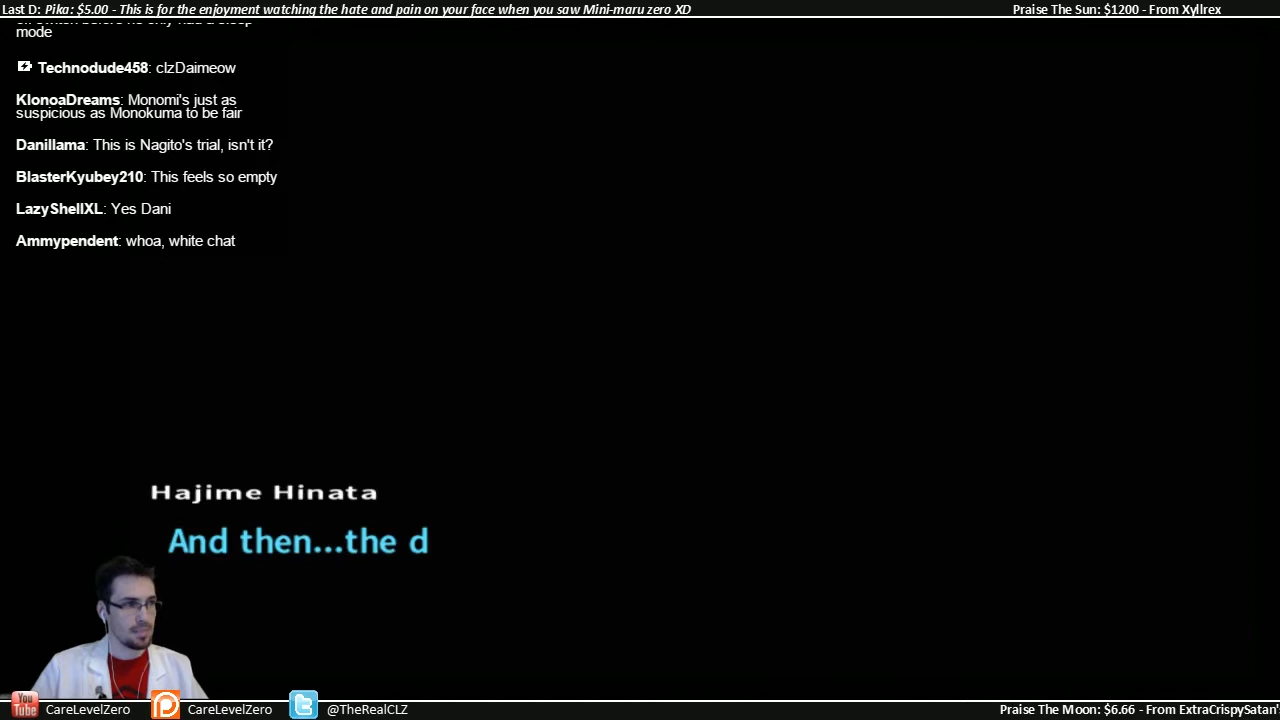 Last D: Pika: $5.00 - This is for the enjoyment watching the hate and pain on your face when you saw Mini-maru zero XD
Praise The Sun: $1200 - From Xyllrex
mode
Technodude458: clzDaimeow
KlonoaDreams: Monomi's just as
suspicious as Monokuma to be fair
Danillama: This is Nagito's trial, isn't it?
BlasterKyubey210: This feels so empty
LazyShellXL: Yes Dani
Ammypendent: whoa, white chat
Hajime Hinata
And then...the d
You
Tube
CareLevelZero
CareLevelZero
@TheRealCLZ
Praise The Moon: $6.66 - From ExtraCrispySatan'